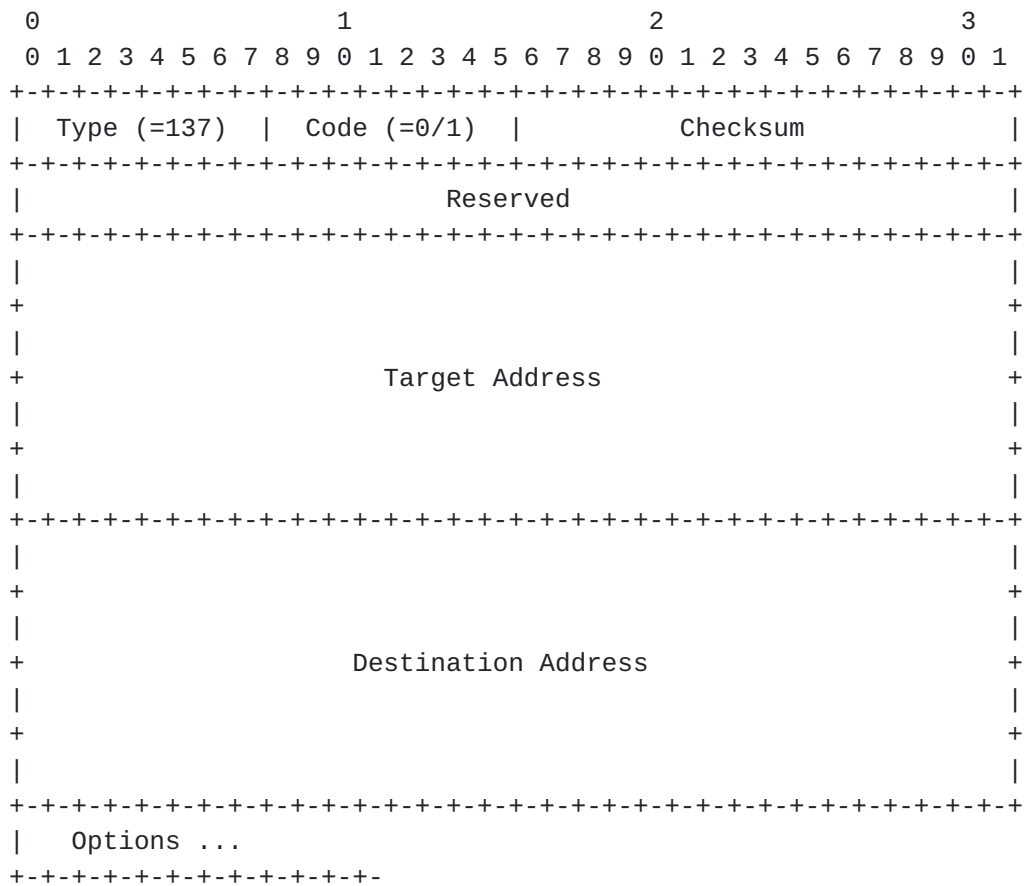 0                   1                   2                   3
 0 1 2 3 4 5 6 7 8 9 0 1 2 3 4 5 6 7 8 9 0 1 2 3 4 5 6 7 8 9 0 1
+-+-+-+-+-+-+-+-+-+-+-+-+-+-+-+-+-+-+-+-+-+-+-+-+-+-+-+-+-+-+-+-+
|  Type (=137)  |  Code (=0/1)  |          Checksum             |
+-+-+-+-+-+-+-+-+-+-+-+-+-+-+-+-+-+-+-+-+-+-+-+-+-+-+-+-+-+-+-+-+
|                           Reserved                            |
+-+-+-+-+-+-+-+-+-+-+-+-+-+-+-+-+-+-+-+-+-+-+-+-+-+-+-+-+-+-+-+-+
|                                                               |
+                                                               +
|                                                               |
+                       Target Address                          +
|                                                               |
+                                                               +
|                                                               |
+-+-+-+-+-+-+-+-+-+-+-+-+-+-+-+-+-+-+-+-+-+-+-+-+-+-+-+-+-+-+-+-+
|                                                               |
+                                                               +
|                                                               |
+                     Destination Address                       +
|                                                               |
+                                                               +
|                                                               |
+-+-+-+-+-+-+-+-+-+-+-+-+-+-+-+-+-+-+-+-+-+-+-+-+-+-+-+-+-+-+-+-+
|   Options ...
+-+-+-+-+-+-+-+-+-+-+-+-